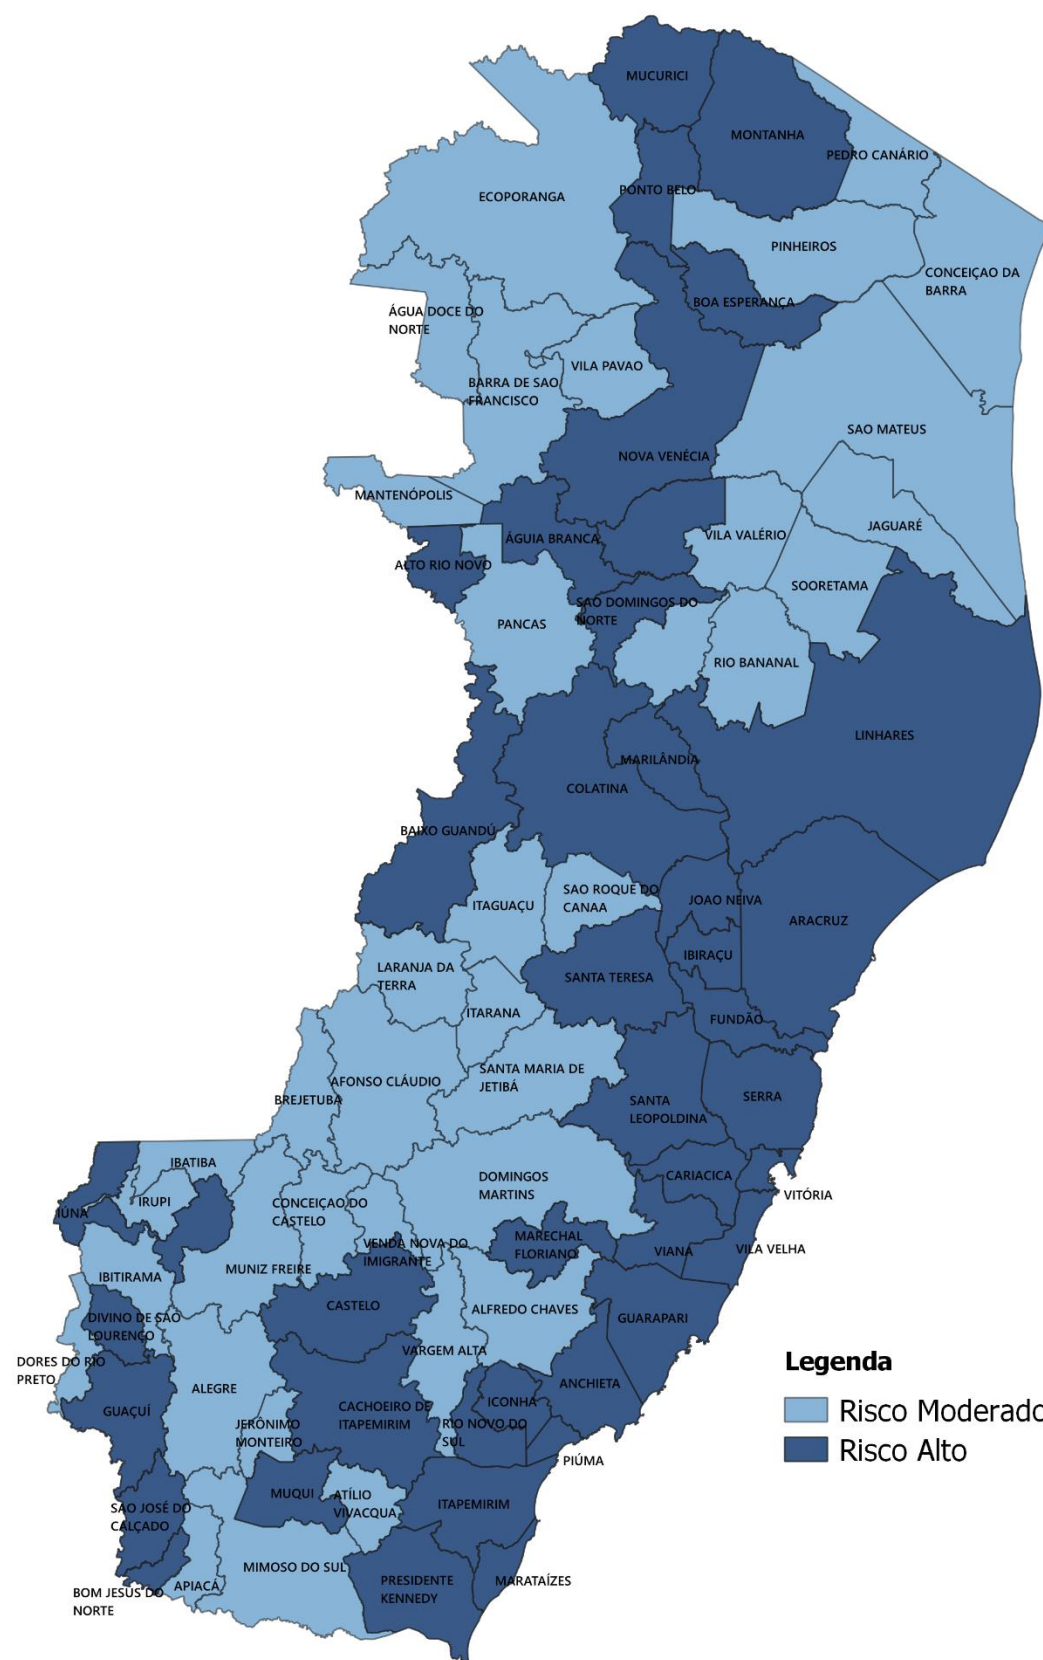 MUCURICI
MONTANHA
PEDRO CANÁRIO
PONTO BELO
ECOPORANGA
PINHEIROS
CONCEIÇAO DA
BARRA
BOA ESPERANÇA
ÁGUA DOCE DO
NORTE
VILA PAVAO
BARRA DE SAO
FRANCISCO
SAO MATEUS
NOVA VENÉCIA
MANTENÓPOLIS
JAGUARÉ
VILA VALÉRIO
ÁGUIA BRANCA
ALTO RIO NOVO
SOORETAMA
SAO DOMINGOS DO
NORTE
PANCAS
RIO BANANAL
LINHARES
MARILÂNDIA
COLATINA
BAIXO GUANDÚ
SAO ROQUE DO
CANAA
JOAO NEIVA
ITAGUAÇU
ARACRUZ
IBIRAÇU
LARANJA DA
TERRA
SANTA TERESA
ITARANA
FUNDÃO
SANTA MARIA DE
JETIBÁ
AFONSO CLÁUDIO
BREJETUBA
SERRA
SANTA
LEOPOLDINA
IBATIBA
DOMINGOS
MARTINS
CARIACICA
VITÓRIA
IRUPI
IÚNA
CONCEIÇAO DO
CASTELO
MARECHAL
FLORIANO
VENDA NOVA DO
IMIGRANTE
VIANA
VILA VELHA
MUNIZ FREIRE
IBITIRAMA
CASTELO
ALFREDO CHAVES
GUARAPARI
DIVINO DE SÃO
LOURENÇO
VARGEM ALTA
DORES DO RIO
PRETO
Legenda
ALEGRE
ANCHIETA
ICONHA
CACHOEIRO DE
ITAPEMIRIM
GUAÇUÍ
Risco Moderado
JERÔNIMO
MONTEIRO
RIO NOVO DO
SUL
Risco Alto
PIÚMA
MUQUI
ATÍLIO
VIVACQUA
ITAPEMIRIM
SÃO JOSÉ DO
CALÇADO
MIMOSO DO SUL
PRESIDENTE
KENNEDY
MARATAÍZES
APIACÁ
BOM JESUS DO
NORTE